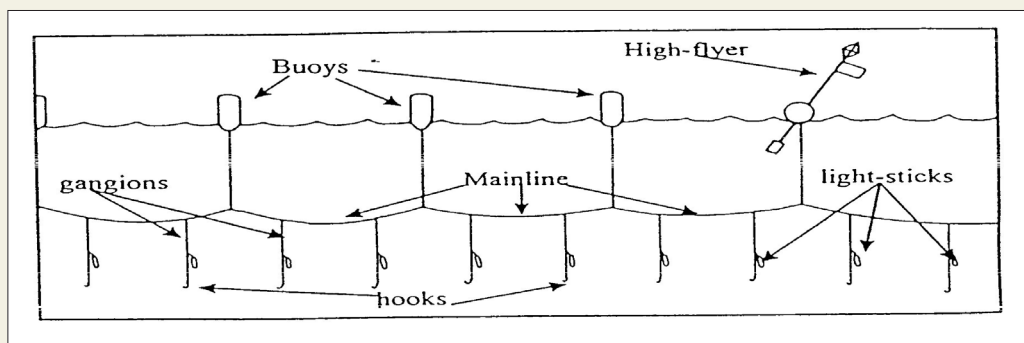 High-flyer
Buoys
gangions
Mainline
light-sticks
hooks